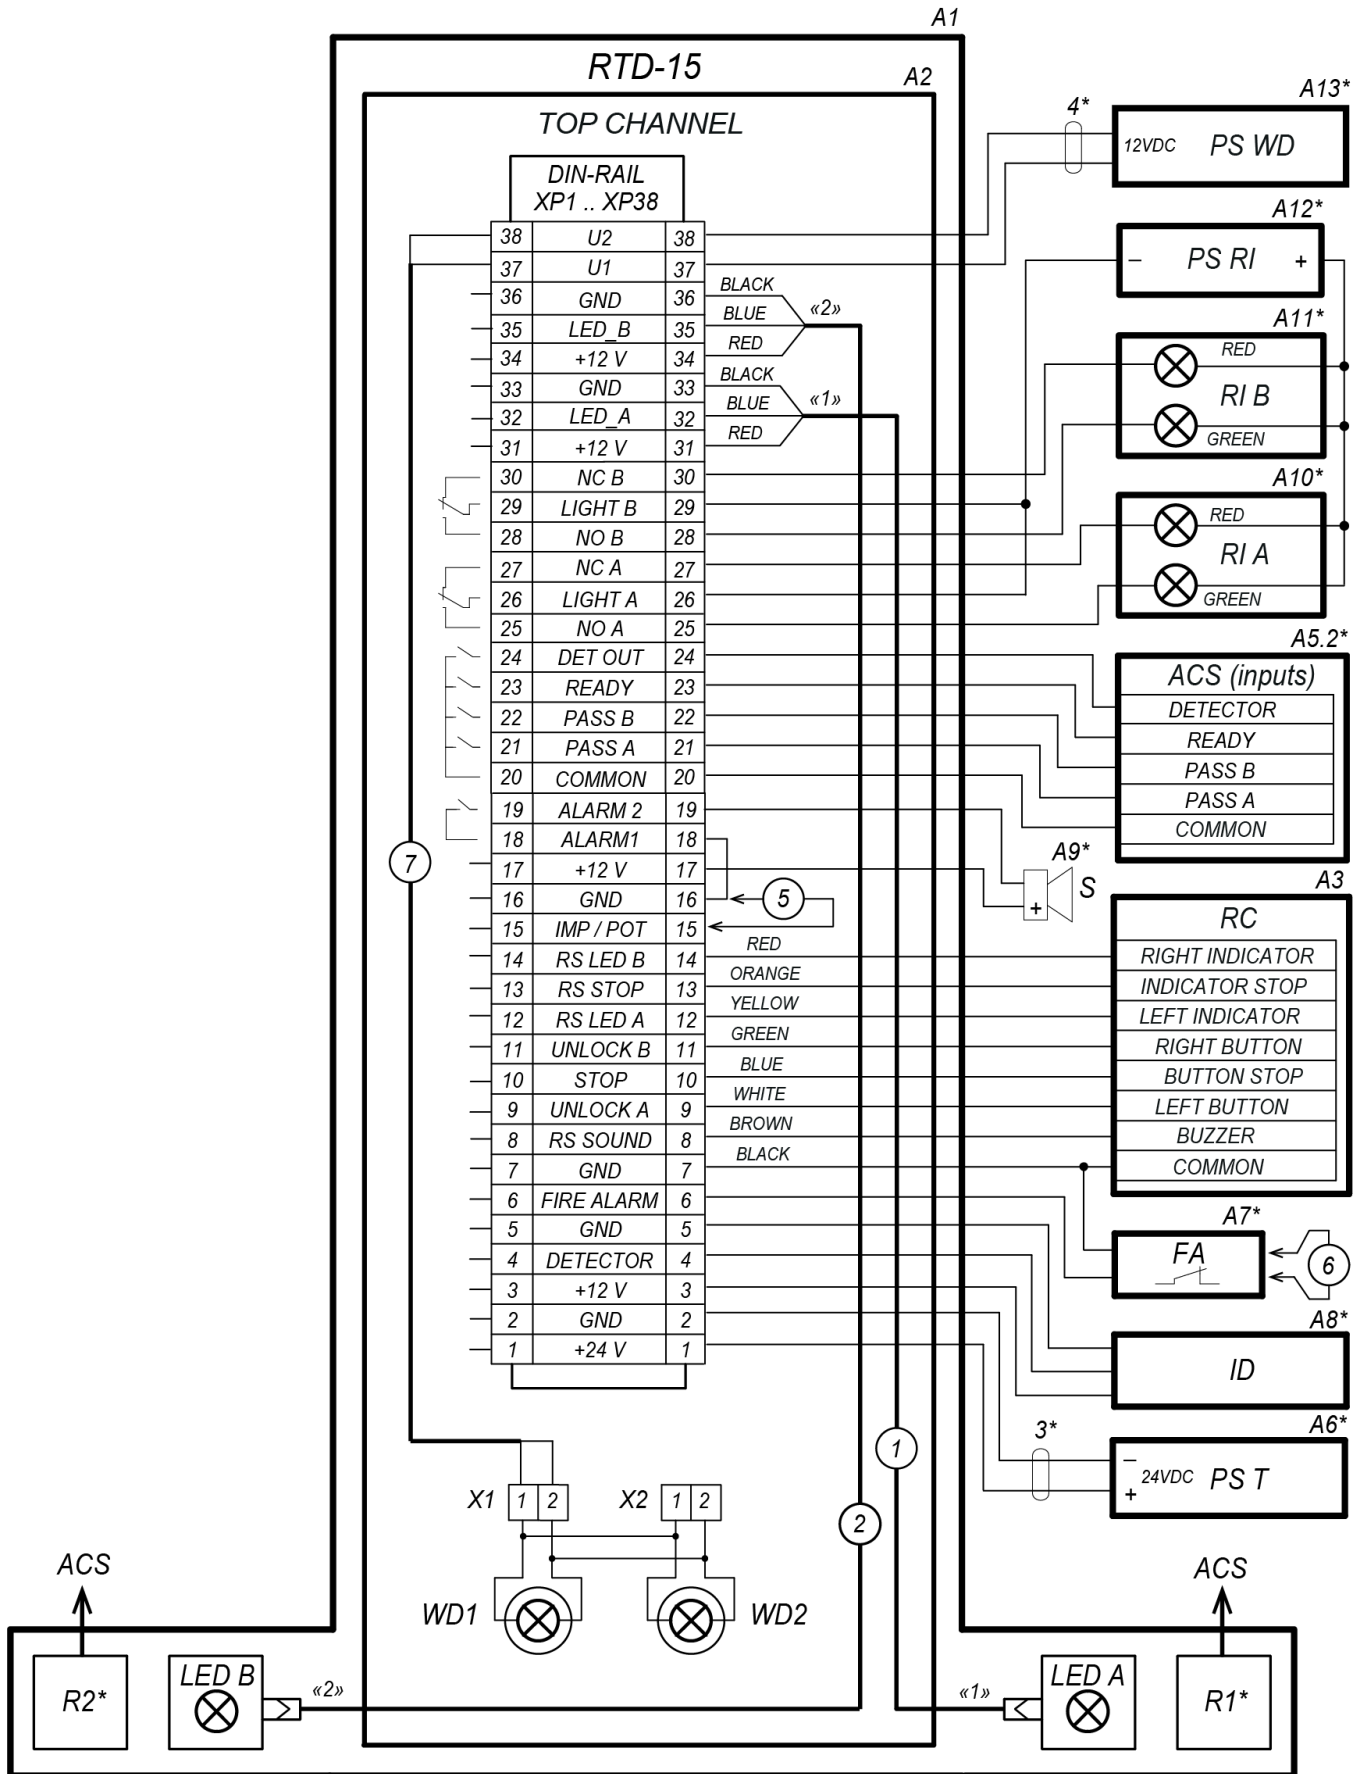 A1
RTD-15
A2
TOP CHANNEL
DIN-RAIL
XP1 .. XP38
38 U2 38
37 U1 37
36 GND 36 BLACK
35 LED_B 35 BLUE «2»
34 +12 V 34 RED
33 GND 33 BLACK
32 LED_A 32 BLUE «1»
31 +12 V 31 RED
30 NC B 30
29 LIGHT B 29
28 NO B 28
27 NC A 27
26 LIGHT A 26
25 NO A 25
24 DET OUT 24
23 READY 23
22 PASS B 22
21 PASS A 21
20 COMMON 20
19 ALARM 2 19
18 ALARM1 18
17 +12 V 17
16 GND 16
15 IMP / POT 15
14 RS LED B 14 RED
13 RS STOP 13 ORANGE
12 RS LED A 12 YELLOW
11 UNLOCK B 11 GREEN
10 STOP 10 BLUE
9 UNLOCK A 9 WHITE
8 RS SOUND 8 BROWN
7 GND 7 BLACK
6 FIRE ALARM 6
5 GND 5
4 DETECTOR 4
3 +12 V 3
2 GND 2
1 +24 V 1
7
5
4*
A13*
12VDC PS WD
A12*
– PS RI +
A11*
RED
RI B
GREEN
A10*
RED
RI A
GREEN
A5.2*
ACS (inputs)
DETECTOR
READY
PASS B
PASS A
COMMON
A9*
S
+
A3
RC
RIGHT INDICATOR
INDICATOR STOP
LEFT INDICATOR
RIGHT BUTTON
BUTTON STOP
LEFT BUTTON
BUZZER
COMMON
A7*
FA
6
A8*
ID
A6*
3*
–
24VDC PS T
+
1
2
X1 1 2
X2 1 2
WD1
WD2
ACS
R2*
LED B
«2»
«1»
LED A
ACS
R1*